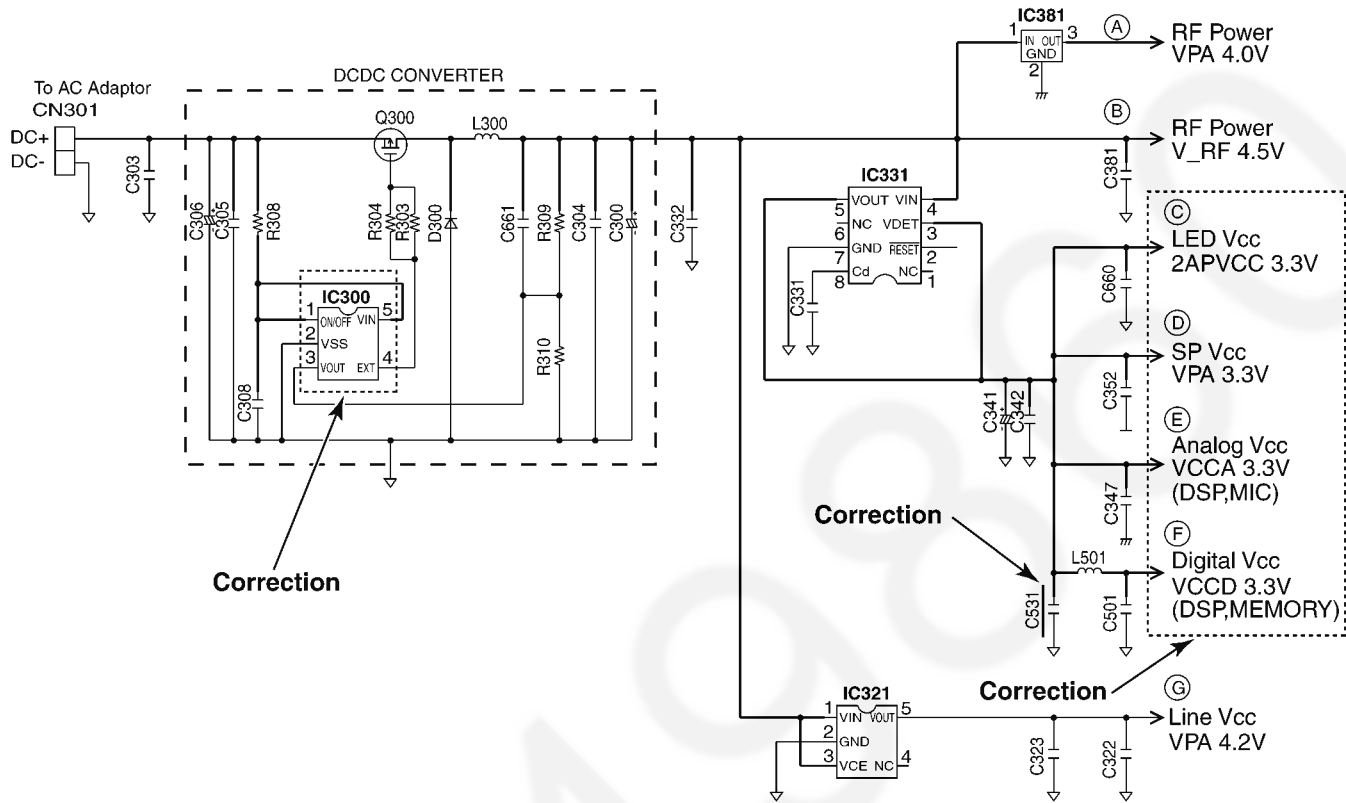 IC381
1
IN OUT
3
GND
2
A
RF Power
VPA 4.0V
DCDC CONVERTER
To AC Adaptor
CN301
DC+
DC-
C303
Q300
L300
B
RF Power
V_RF 4.5V
C381
C306
C305
R308
R304
R303
D300
C661
R309
C304
C300
C332
IC331
VOUT VIN
5
4
NC VDET
6
3
GND RESET
7
2
Cd NC
8
1
C331
C
LED Vcc
2APVCC 3.3V
C660
IC300
1
ON/OFF VIN
5
2
VSS
3
VOUT EXT
4
C308
R310
D
SP Vcc
VPA 3.3V
C352
C341
C342
E
Analog Vcc
VCCA 3.3V
(DSP,MIC)
C347
Correction
Correction
F
L501
Digital Vcc
VCCD 3.3V
(DSP,MEMORY)
C531
C501
Correction
IC321
1
VIN VOUT
5
2
GND
3
VCE NC
4
C323
C322
G
Line Vcc
VPA 4.2V